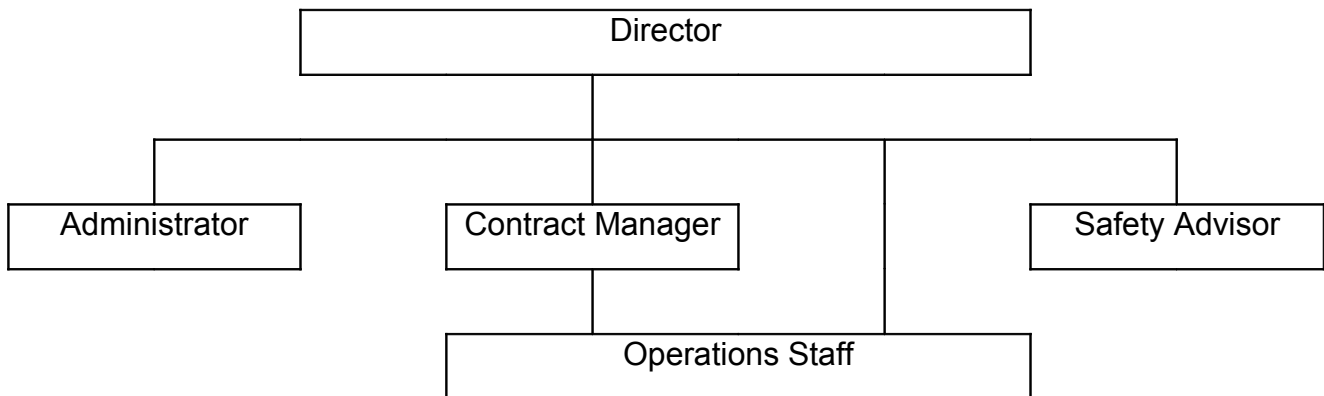 Director
Administrator
Contract Manager
Safety Advisor
Operations Staff